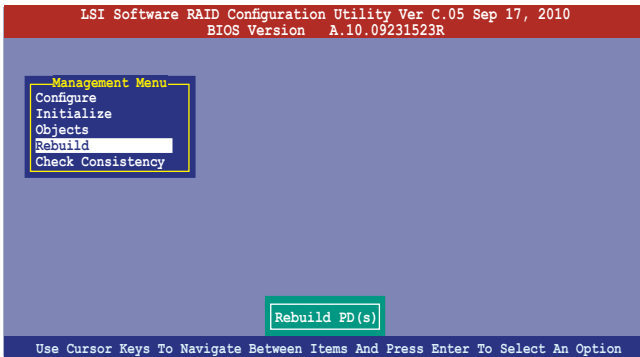 LSI Software RAID Configuration Utility Ver C.05 Sep 17, 2010
BIOS Version A.10.09231523R
Management Menu
Configure
Initialize
Objects
Rebuild
Check Consistency
Rebuild PD(s)
Use Cursor Keys To Navigate Between Items And Press Enter To Select An Option